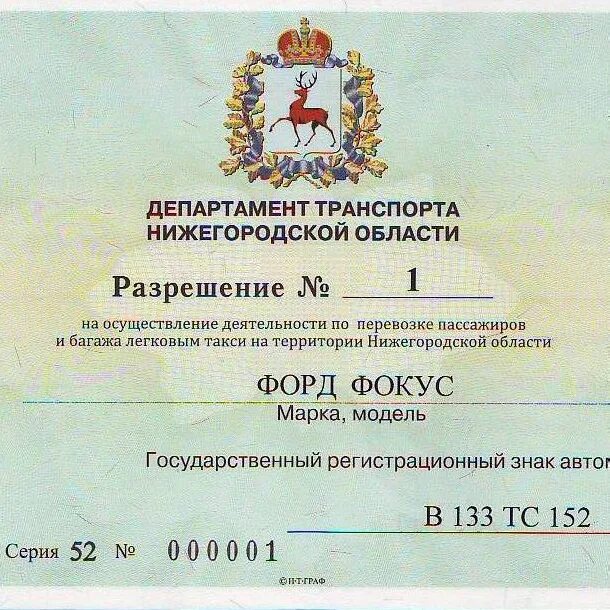 ДЕПАРТАМЕНТ ТРАНСПОРТА
НИЖЕГОРОДСКОЙ ОБЛАСТИ
Разрешение № 1
на осуществление деятельности по перевозке пассажиров
и багажа легковым такси на территории Нижегородской области
ФОРД ФОКУС
Марка, модель
Государственный регистрационный знак автом
В 133 ТС 152
Серия 52 № 000001
© Н·Т·ГРАФ